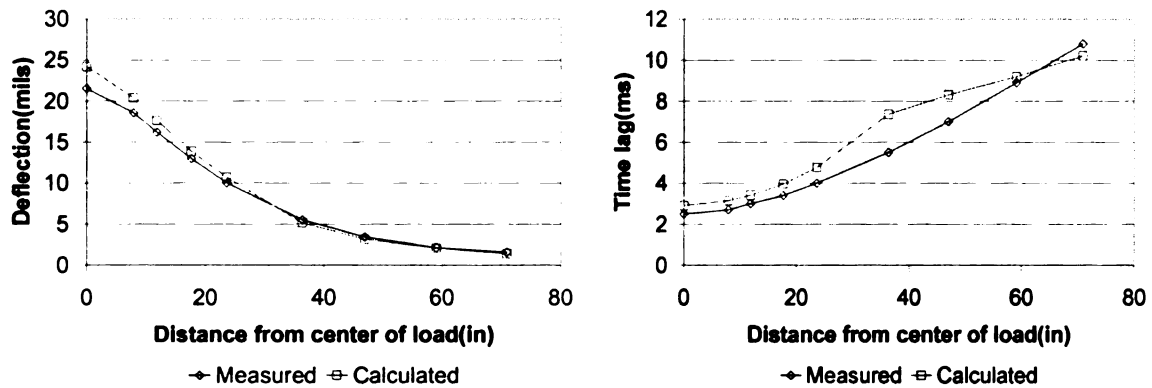 Deflection(mils)
30
25
20
15
10
5
0
0 20 40 60 80
Distance from center of load(in)
Measured Calculated
Time lag(ms)
12
10
8
6
4
2
0
0 20 40 60 80
Distance from center of load(in)
Measured Calculated